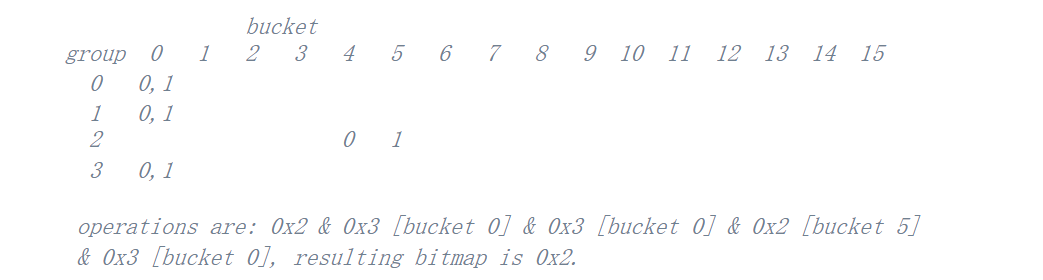 bucket
group 0 1 2 3 4 5 6 7 8 9 10 11 12 13 14 15
0 0,1
1 0,1
2 0 1
3 0,1
operations are: 0x2 & 0x3 [bucket 0] & 0x3 [bucket 0] & 0x2 [bucket 5]
& 0x3 [bucket 0], resulting bitmap is 0x2.